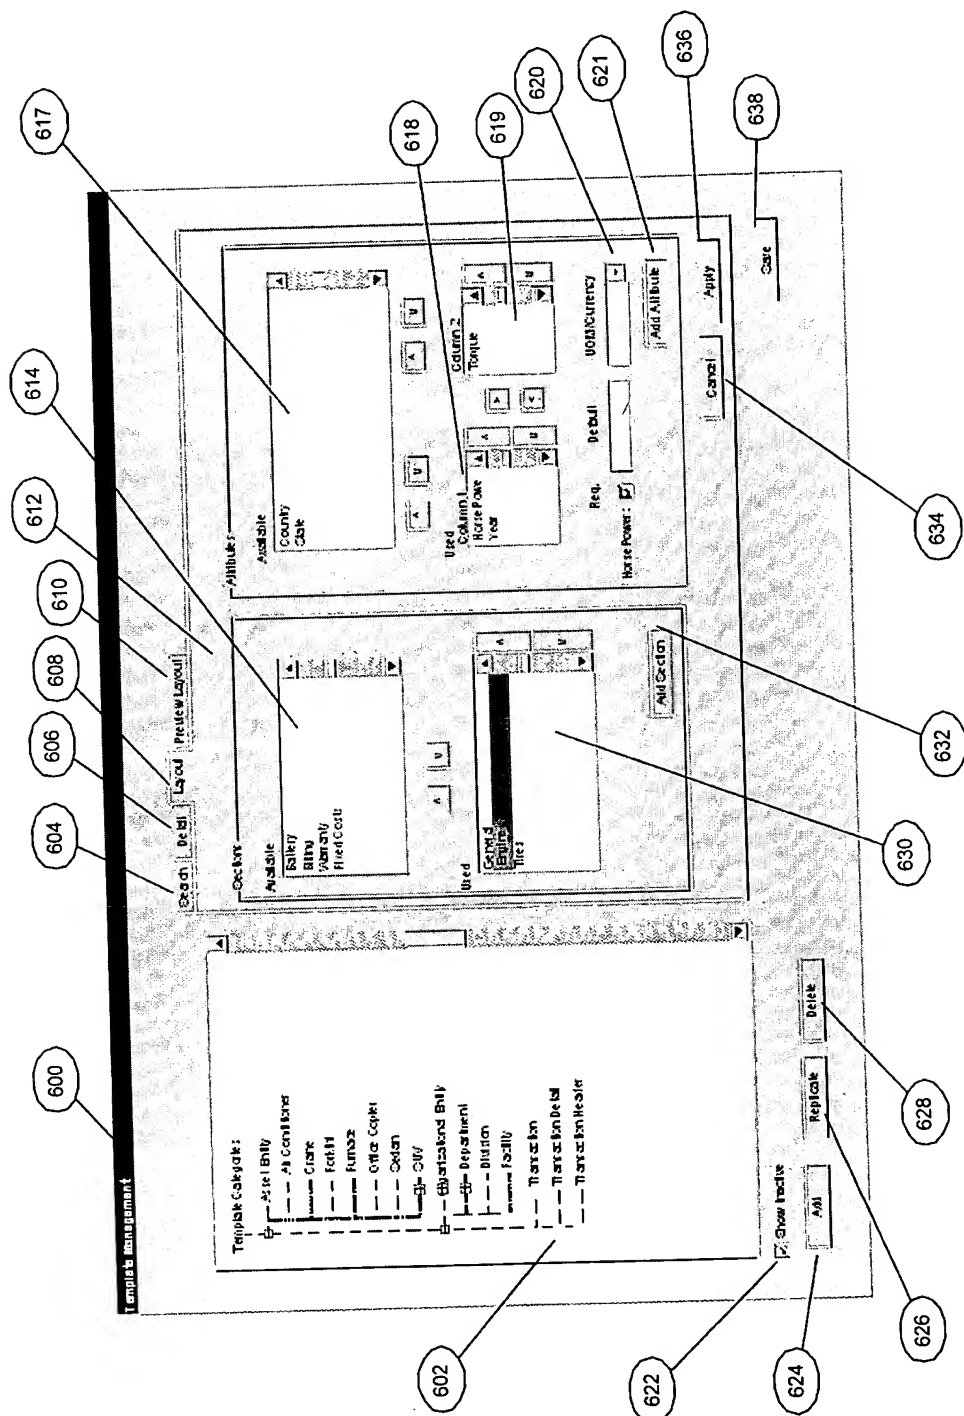 600
604
606
608
610
612
614
617
Template Management
Search
Detail
Layout
Preview Layout
Template Categories
Asset Entity
Air Conditioner
Crane
Forklift
Furnace
Office Copier
Sedan
SUV
Organizational Entity
Department
Division
Facility
Transaction
Transaction Detail
Transaction Header
Show Inactive
Add
Replicate
Delete
Sections
Available
Battery
Billing
Warranty
Fixed Costs
Used
General
Engine
Tires
Add Section
Attributes
Available
Country
State
Used
Column 1
Horse Powe
Year
Column 2
Torque
Req.
Default
UOM/Currency
Horse Power:
Add Attribute
Cancel
Apply
Save
618
619
620
621
636
638
602
622
624
626
628
630
632
634